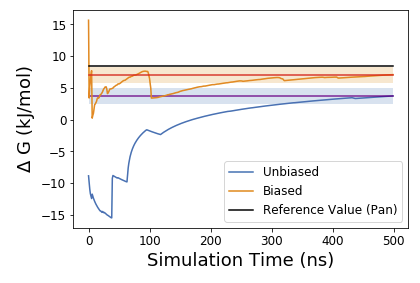 15
10
5
0
−5
−10
−15
Δ G (kJ/mol)
Unbiased
Biased
Reference Value (Pan)
0 100 200 300 400 500
Simulation Time (ns)